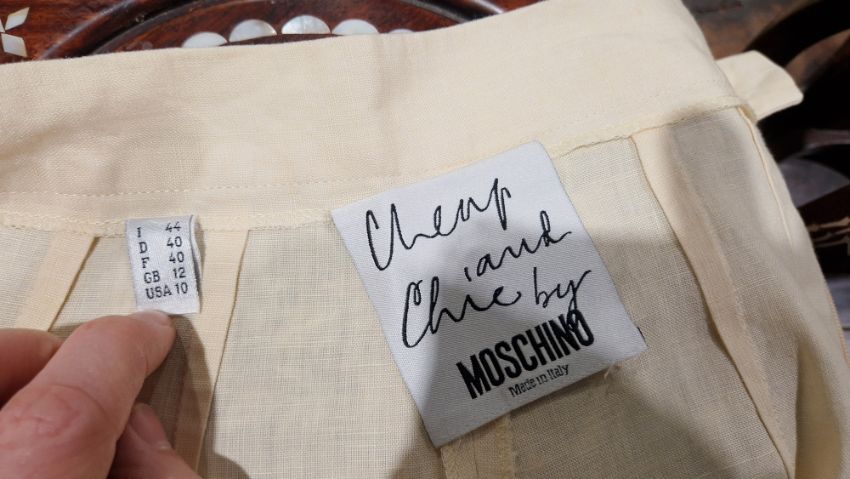 I 44
D 40
F 40
GB 12
USA 10
Cheap
and
Chic by
MOSCHINO
Made in Italy